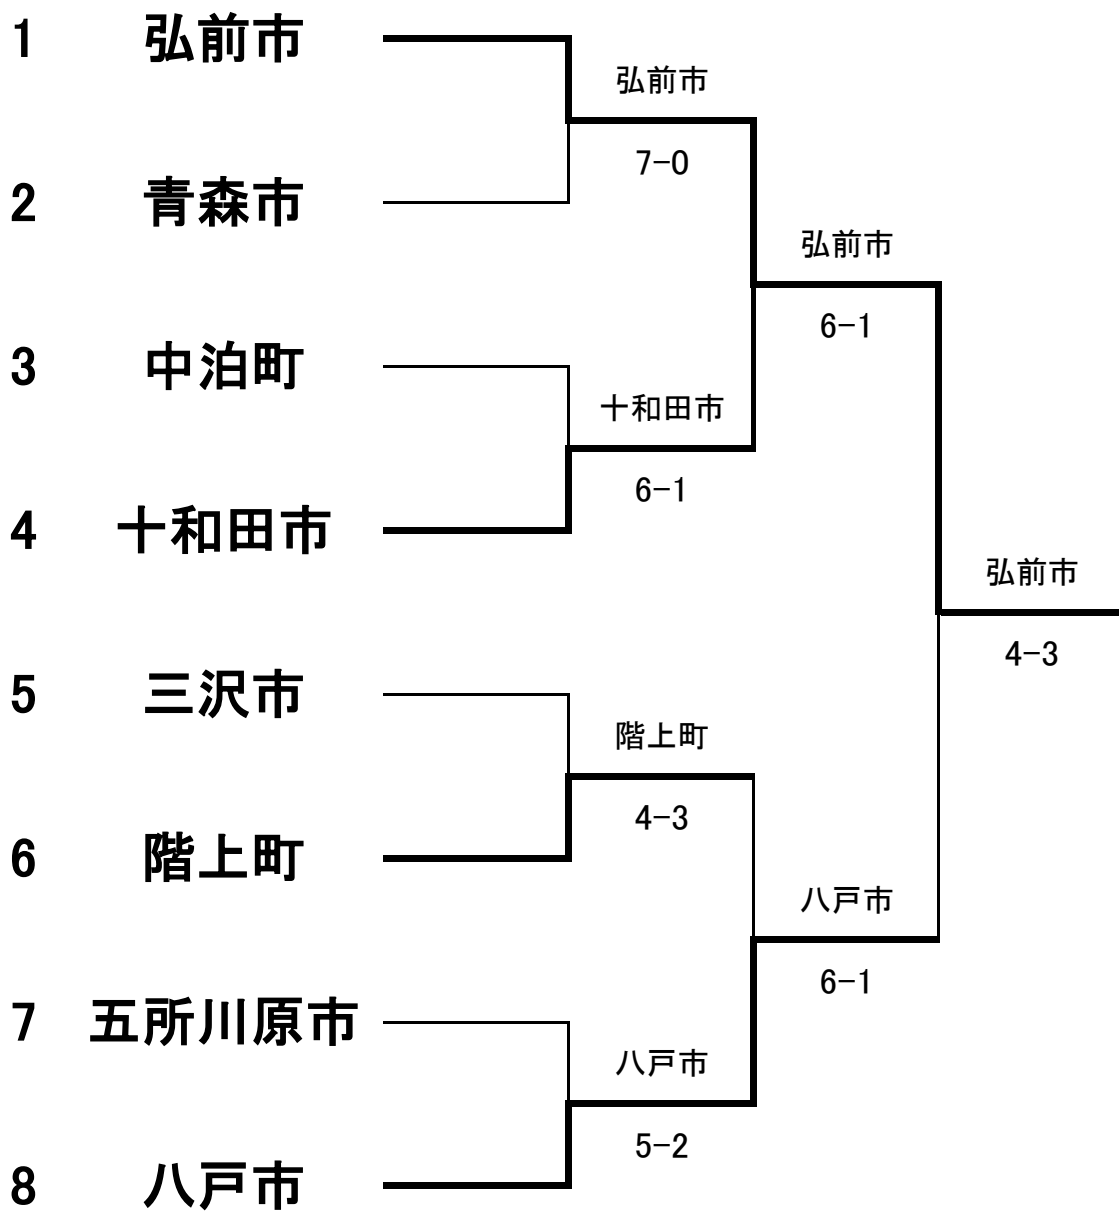 1 弘前市
弘前市
7-0
2 青森市
弘前市
6-1
3 中泊町
十和田市
6-1
4 十和田市
弘前市
4-3
5 三沢市
階上町
4-3
6 階上町
八戸市
6-1
7 五所川原市
八戸市
5-2
8 八戸市